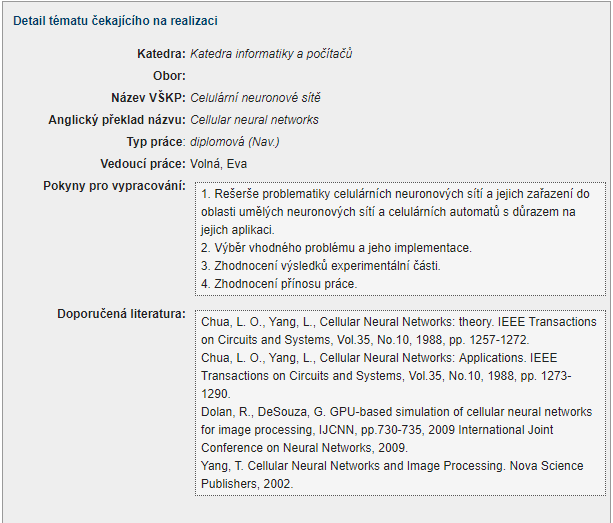 Detail tématu čekajícího na realizaci
Katedra: Katedra informatiky a počítačů
Obor:
Název VŠKP: Celulární neuronové sítě
Anglický překlad názvu: Cellular neural networks
Typ práce: diplomová (Nav.)
Vedoucí práce: Volná, Eva
Pokyny pro vypracování:
1. Rešerše problematiky celulárních neuronových sítí a jejich zařazení do
oblasti umělých neuronových sítí a celulárních automatů s důrazem na
jejich aplikaci.
2. Výběr vhodného problému a jeho implementace.
3. Zhodnocení výsledků experimentální části.
4. Zhodnocení přínosu práce.
Doporučená literatura:
Chua, L. O., Yang, L., Cellular Neural Networks: theory. IEEE Transactions
on Circuits and Systems, Vol.35, No.10, 1988, pp. 1257-1272.
Chua, L. O., Yang, L., Cellular Neural Networks: Applications. IEEE
Transactions on Circuits and Systems, Vol.35, No.10, 1988, pp. 1273-
1290.
Dolan, R., DeSouza, G. GPU-based simulation of cellular neural networks
for image processing, IJCNN, pp.730-735, 2009 International Joint
Conference on Neural Networks, 2009.
Yang, T. Cellular Neural Networks and Image Processing. Nova Science
Publishers, 2002.